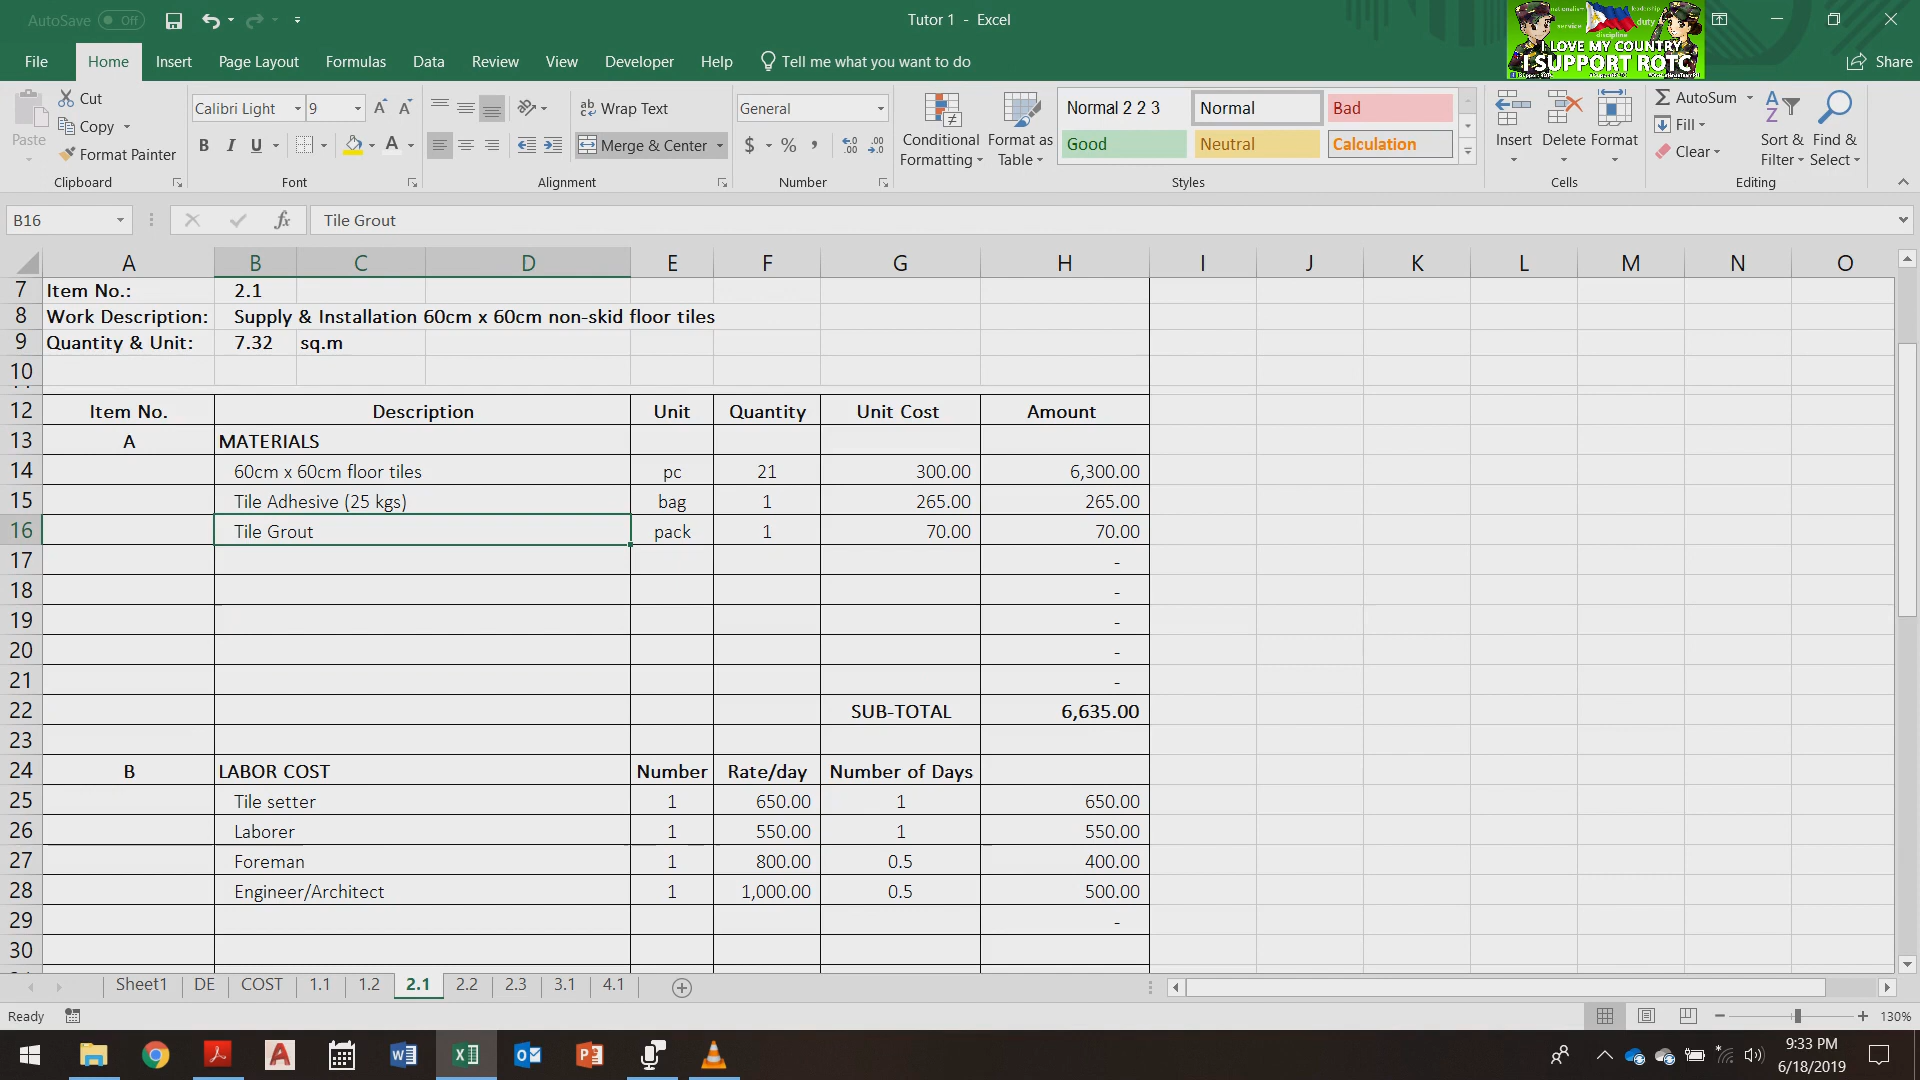 AutoSave Off
Tutor 1 - Excel
nationalism leadership
service duty
discipline
I LOVE MY COUNTRY
I SUPPORT ROTC
File Home Insert Page Layout Formulas Data Review View Developer Help Tell me what you want to do Share
Paste
Cut
Copy
Format Painter
Clipboard
Calibri Light 9 A A
B I U A
Font
ab Wrap Text
Merge & Center
Alignment
General
$ % ,
Number
Conditional Formatting
Format as Table
Normal 2 2 3 Normal Bad
Good Neutral Calculation
Styles
Insert Delete Format
Cells
AutoSum
Fill
Clear
Sort & Filter
Find & Select
Editing
B16 fx Tile Grout
A B C D E F G H I J K L M N O
7 Item No.: 2.1
8 Work Description: Supply & Installation 60cm x 60cm non-skid floor tiles
9 Quantity & Unit: 7.32 sq.m
10
12 Item No. Description Unit Quantity Unit Cost Amount
13 A MATERIALS
14 60cm x 60cm floor tiles pc 21 300.00 6,300.00
15 Tile Adhesive (25 kgs) bag 1 265.00 265.00
16 Tile Grout pack 1 70.00 70.00
17 -
18 -
19 -
20 -
21 -
22 SUB-TOTAL 6,635.00
23
24 B LABOR COST Number Rate/day Number of Days
25 Tile setter 1 650.00 1 650.00
26 Laborer 1 550.00 1 550.00
27 Foreman 1 800.00 0.5 400.00
28 Engineer/Architect 1 1,000.00 0.5 500.00
29 -
30
Sheet1 DE COST 1.1 1.2 2.1 2.2 2.3 3.1 4.1
Ready 130%
9:33 PM
6/18/2019